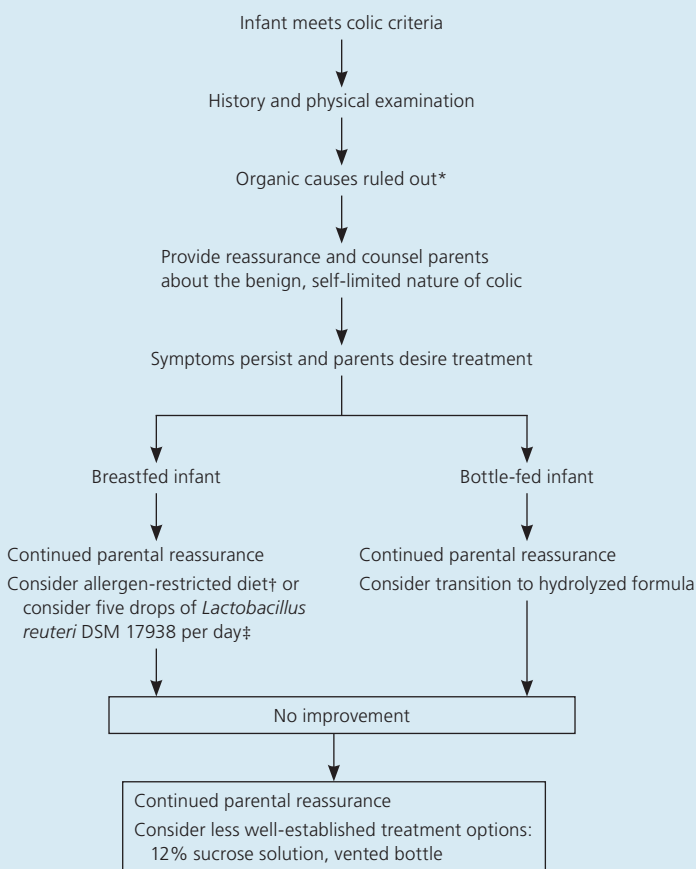 Infant meets colic criteria
History and physical examination
Organic causes ruled out*
Provide reassurance and counsel parents
about the benign, self-limited nature of colic
Symptoms persist and parents desire treatment
Breastfed infant
Continued parental reassurance
Consider allergen-restricted diet† or
consider five drops of Lactobacillus
reuteri DSM 17938 per day‡
Bottle-fed infant
Continued parental reassurance
Consider transition to hydrolyzed formula
No improvement
Continued parental reassurance
Consider less well-established treatment options:
12% sucrose solution, vented bottle